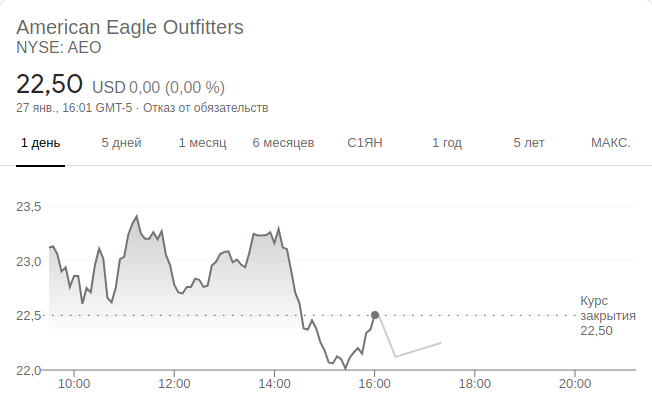 American Eagle Outfitters
NYSE: AEO
22,50 USD 0,00 (0,00 %)
27 янв., 16:01 GMT-5 · Отказ от обязательств
1 день 5 дней 1 месяц 6 месяцев С1ЯН 1 год 5 лет МАКС.
23,5
23,0
Курс
22,5 закрытия
22,50
22,0
10:00 12:00 14:00 16:00 18:00 20:00